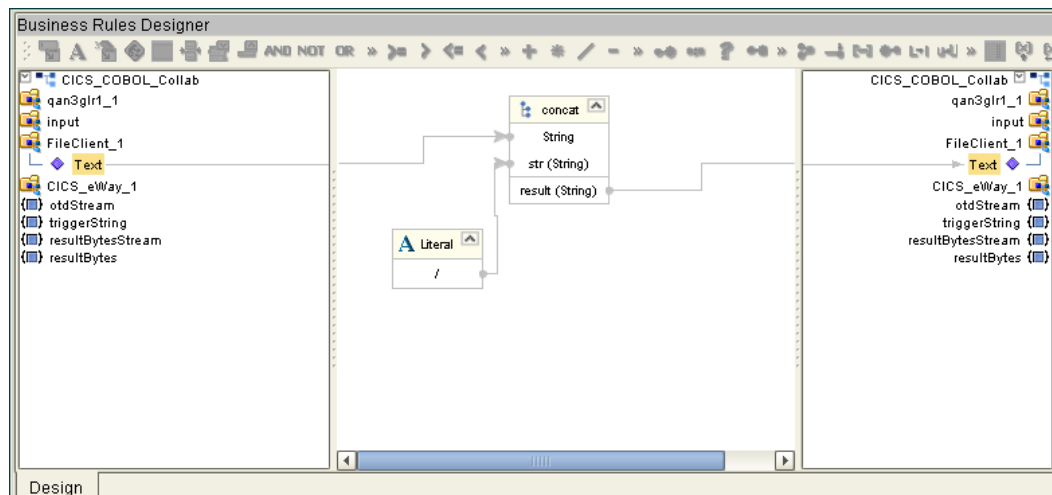 Business Rules Designer
A AND NOT OR » >= > <= < » + * / - » ? » »
CICS_COBOL_Collab
qan3glr1_1
input
FileClient_1
Text
CICS_eWay_1
otdStream
triggerString
resultBytesStream
resultBytes
concat
String
str (String)
result (String)
A Literal
/
CICS_COBOL_Collab
qan3glr1_1
input
FileClient_1
Text
CICS_eWay_1
otdStream
triggerString
resultBytesStream
resultBytes
Design